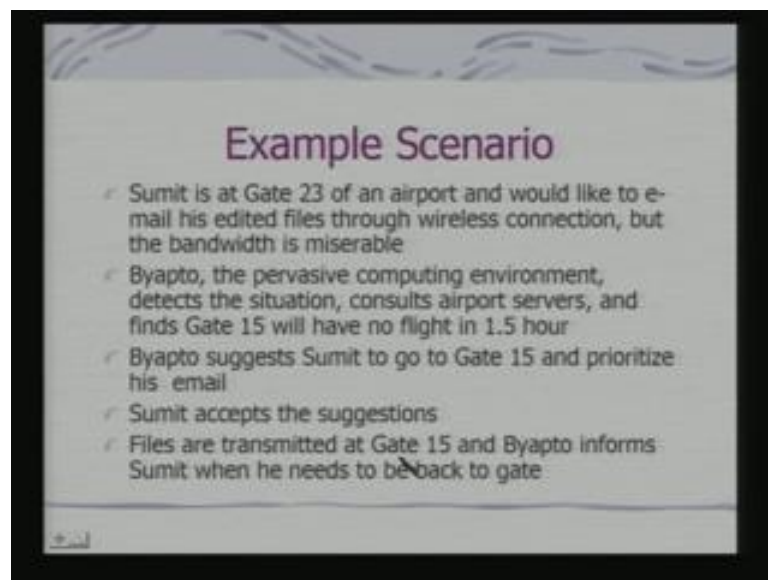 Example Scenario
Sumit is at Gate 23 of an airport and would like to e-
mail his edited files through wireless connection, but
the bandwidth is miserable
Byapto, the pervasive computing environment,
detects the situation, consults airport servers, and
finds Gate 15 will have no flight in 1.5 hour
Byapto suggests Sumit to go to Gate 15 and prioritize
his email
Sumit accepts the suggestions
Files are transmitted at Gate 15 and Byapto informs
Sumit when he needs to be back to gate